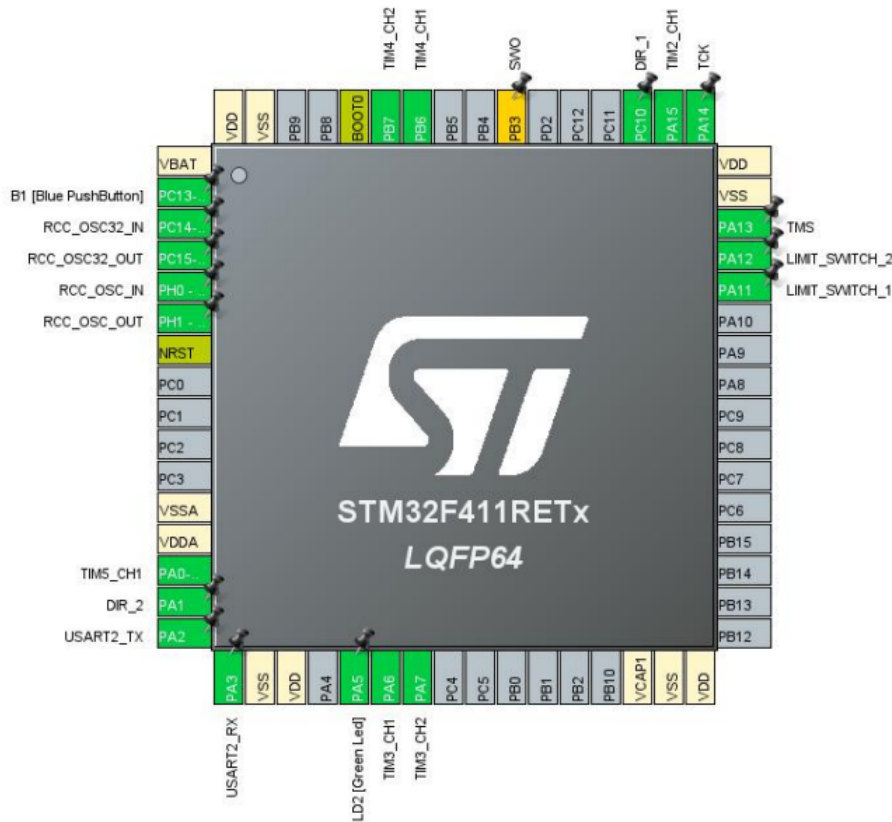 TIM4_CH2
TIM4_CH1
SWO
DIR_1
TIM2_CH1
TCK
VDD
VSS
PB9
PB8
BOOT0
PB7
PB6
PB5
PB4
PB3
PD2
PC12
PC11
PC10
PA15
PA14
VBAT
B1 [Blue PushButton]
PC13-..
RCC_OSC32_IN
PC14-..
RCC_OSC32_OUT
PC15-..
RCC_OSC_IN
PH0 - ..
RCC_OSC_OUT
PH1 - ..
NRST
PC0
PC1
PC2
PC3
VSSA
VDDA
TIM5_CH1
PA0-..
DIR_2
PA1
USART2_TX
PA2
VDD
VSS
PA13
TMS
PA12
LIMIT_SWITCH_2
PA11
LIMIT_SWITCH_1
PA10
PA9
PA8
PC9
PC8
PC7
PC6
PB15
PB14
PB13
PB12
ST
STM32F411RETx
LQFP64
PA3
VSS
VDD
PA4
PA5
PA6
PA7
PC4
PC5
PB0
PB1
PB2
PB10
VCAP1
VSS
VDD
USART2_RX
LD2 [Green Led]
TIM3_CH1
TIM3_CH2